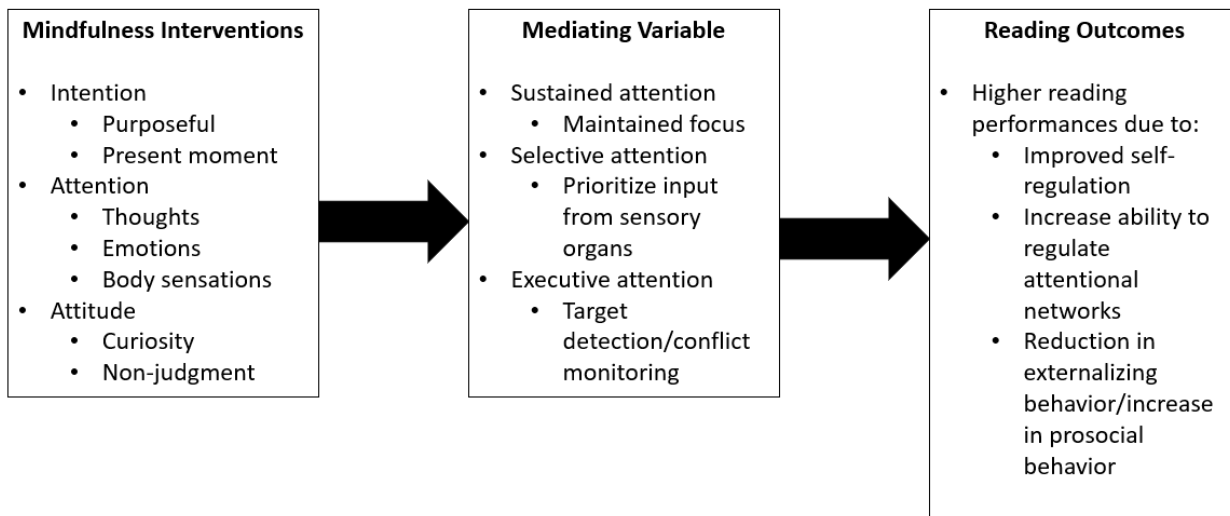 Mindfulness Interventions
• Intention
• Purposeful
• Present moment
• Attention
• Thoughts
• Emotions
• Body sensations
• Attitude
• Curiosity
• Non-judgment
Mediating Variable
• Sustained attention
• Maintained focus
• Selective attention
• Prioritize input
from sensory
organs
• Executive attention
• Target
detection/conflict
monitoring
Reading Outcomes
• Higher reading
performances due to:
• Improved self-
regulation
• Increase ability to
regulate
attentional
networks
• Reduction in
externalizing
behavior/increase
in prosocial
behavior